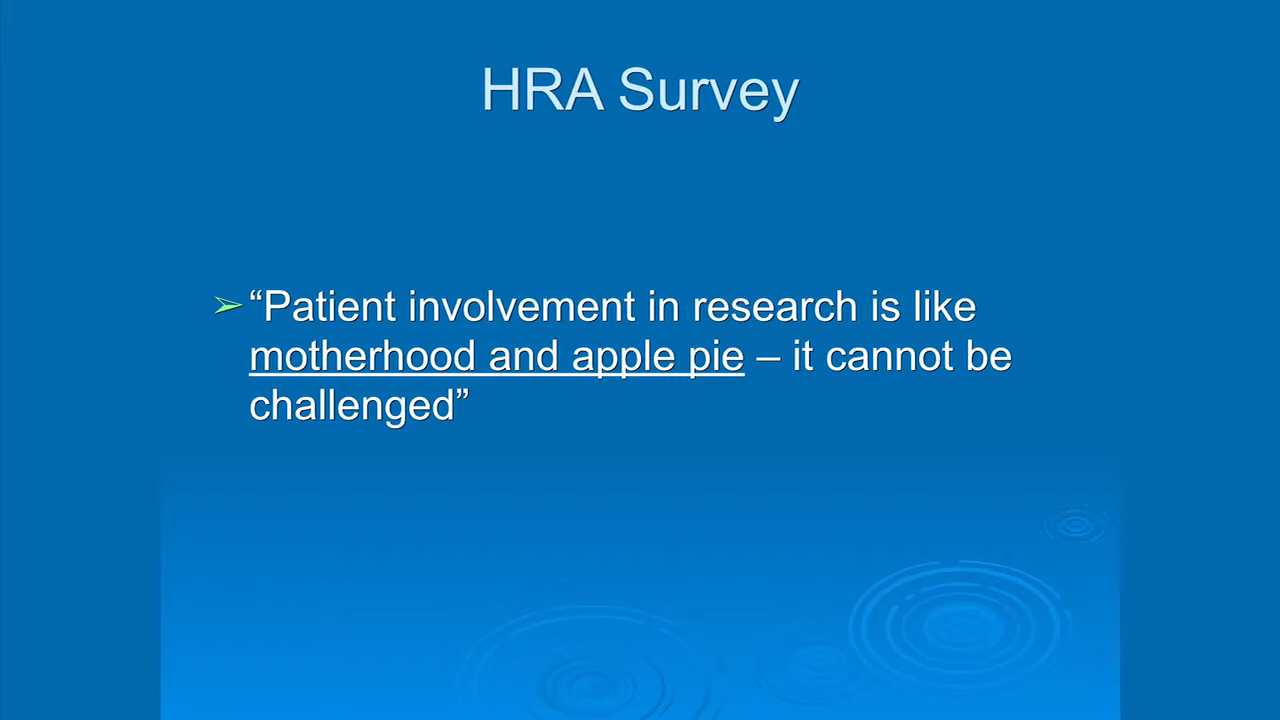 HRA Survey
➢“Patient involvement in research is like
motherhood and apple pie – it cannot be
challenged”